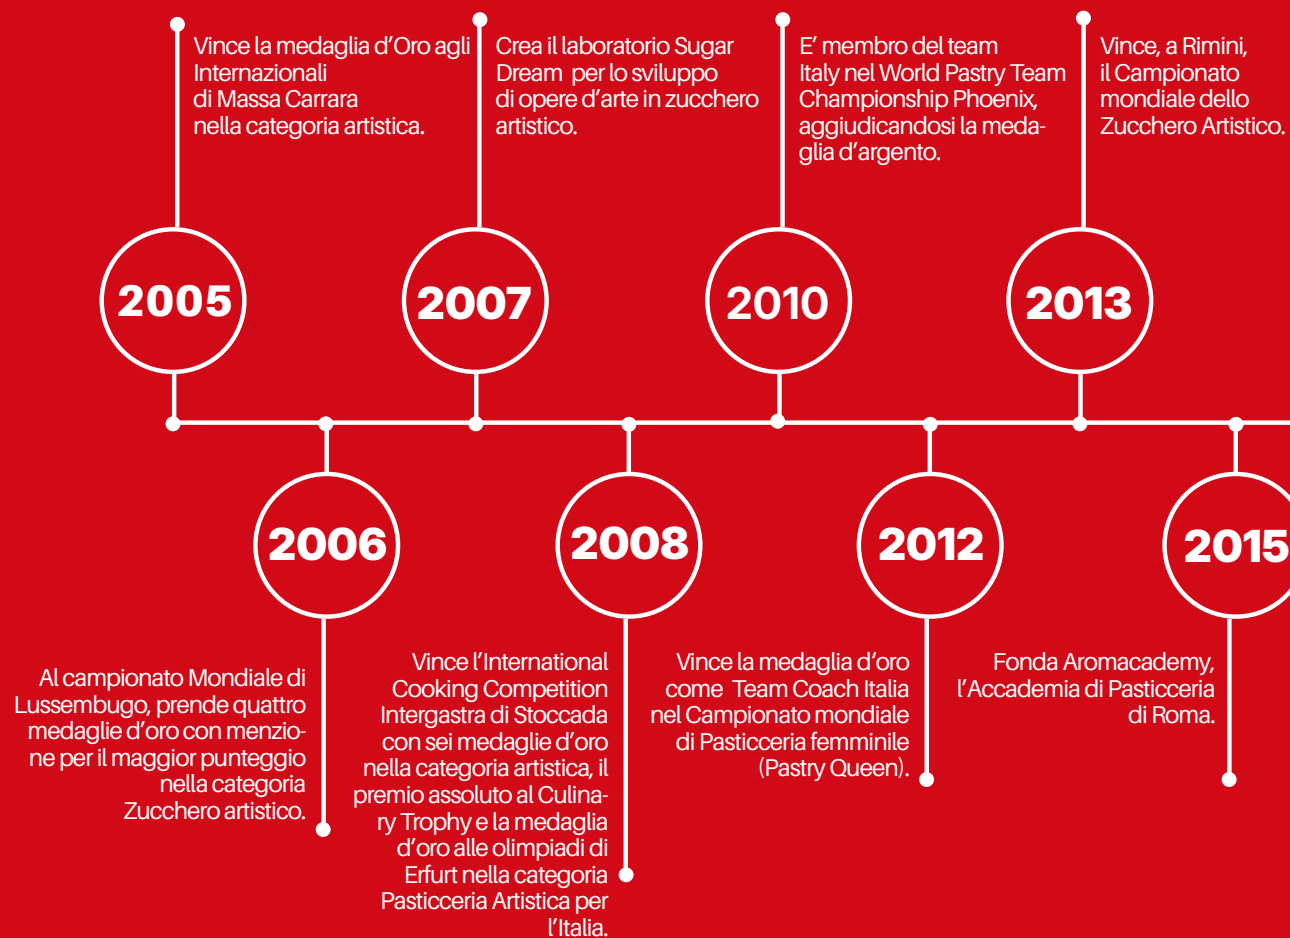 Vince la medaglia d’Oro agli
Internazionali
di Massa Carrara
nella categoria artistica.
Crea il laboratorio Sugar
Dream per lo sviluppo
di opere d’arte in zucchero
artistico.
E’ membro del team
Italy nel World Pastry Team
Championship Phoenix,
aggiudicandosi la meda-
glia d’argento.
Vince, a Rimini,
il Campionato
mondiale dello
Zucchero Artistico.
2005
2007
2010
2013
2006
2008
2012
2015
Al campionato Mondiale di
Lussembugo, prende quattro
medaglie d’oro con menzio-
ne per il maggior punteggio
nella categoria
Zucchero artistico.
Vince l’International
Cooking Competition
Intergastra di Stoccada
con sei medaglie d’oro
nella categoria artistica, il
premio assoluto al Culina-
ry Trophy e la medaglia
d’oro alle olimpiadi di
Erfurt nella categoria
Pasticceria Artistica per
l’Italia.
Vince la medaglia d’oro
come Team Coach Italia
nel Campionato mondiale
di Pasticceria femminile
(Pastry Queen).
Fonda Aromacademy,
l’Accademia di Pasticceria
di Roma.